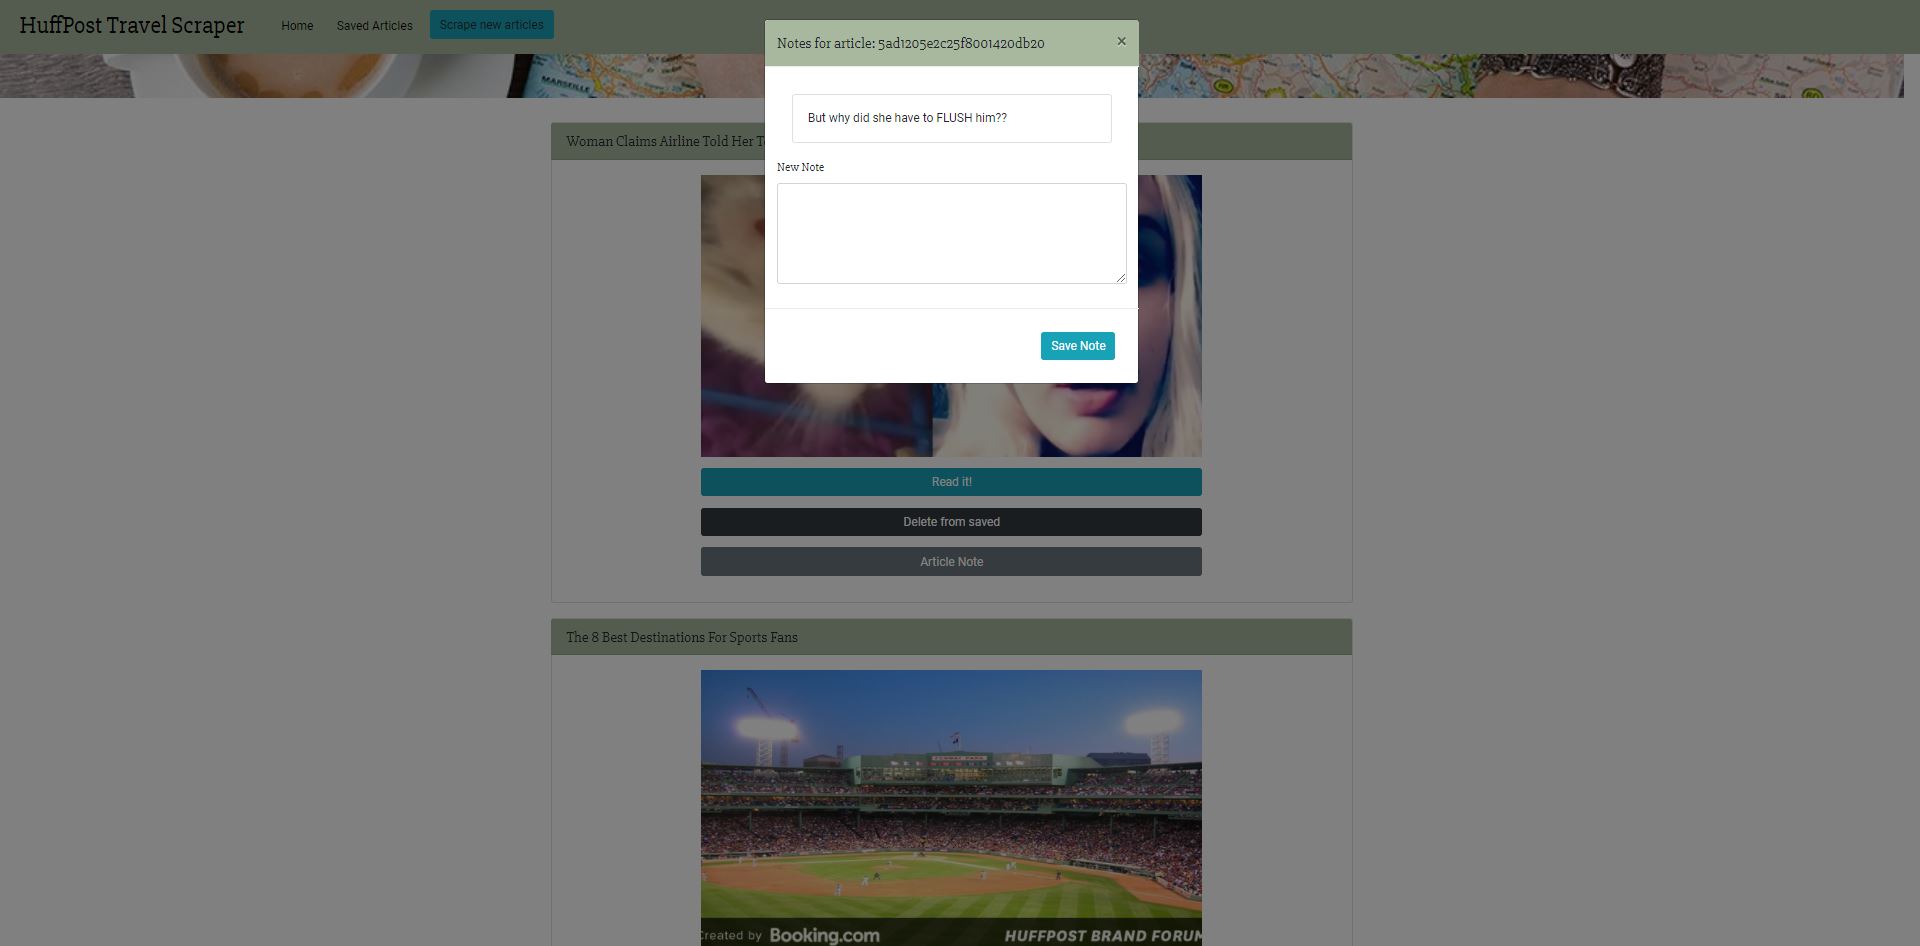 HuffPost Travel Scraper
Home
Saved Articles
Scrape new articles
Notes for article: 5ad1205e2c25f8001420db20
×
MARSEILLE
But why did she have to FLUSH him??
Woman Claims Airline Told Her T
New Note
Save Note
Read it!
Delete from saved
Article Note
The 8 Best Destinations For Sports Fans
FENWAY PARK
Created by Booking.com
HUFFPOST BRAND FORUM